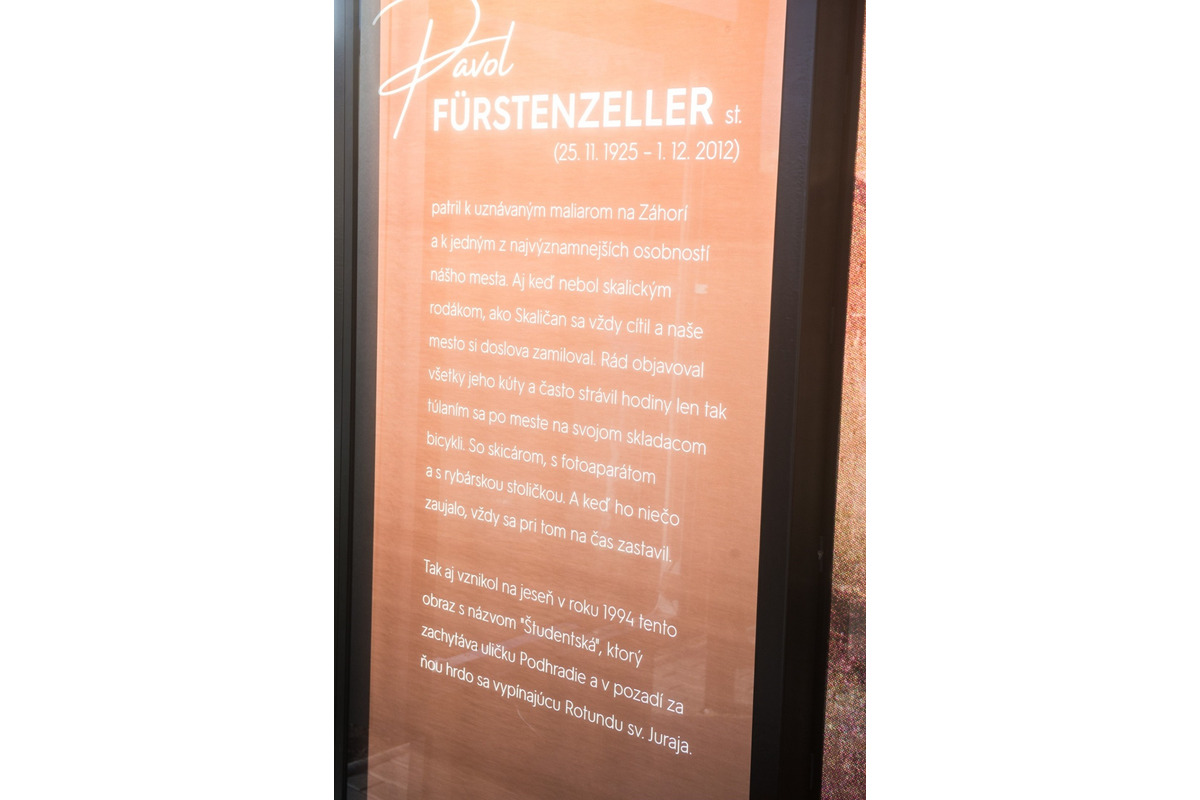 Pavol
FÜRSTENZELLER st.
(25. 11. 1925 – 1. 12. 2012)
patril k uznávaným maliarom na Záhorí
a k jedným z najvýznamnejších osobností
nášho mesta. Aj keď nebol skalickým
rodákom, ako Skaličan sa vždy cítil a naše
mesto si doslova zamiloval. Rád objavoval
všetky jeho kúty a často strávil hodiny len tak
túlaním sa po meste na svojom skladacom
bicykli. So skicárom, s fotoaparátom
a s rybárskou stoličkou. A keď ho niečo
zaujalo, vždy sa pri tom na čas zastavil.
Tak aj vznikol na jeseň v roku 1994 tento
obraz s názvom "Študentská", ktorý
zachytáva uličku Podhradie a v pozadí za
ňou hrdo sa vypínajúcu Rotundu sv. Juraja.